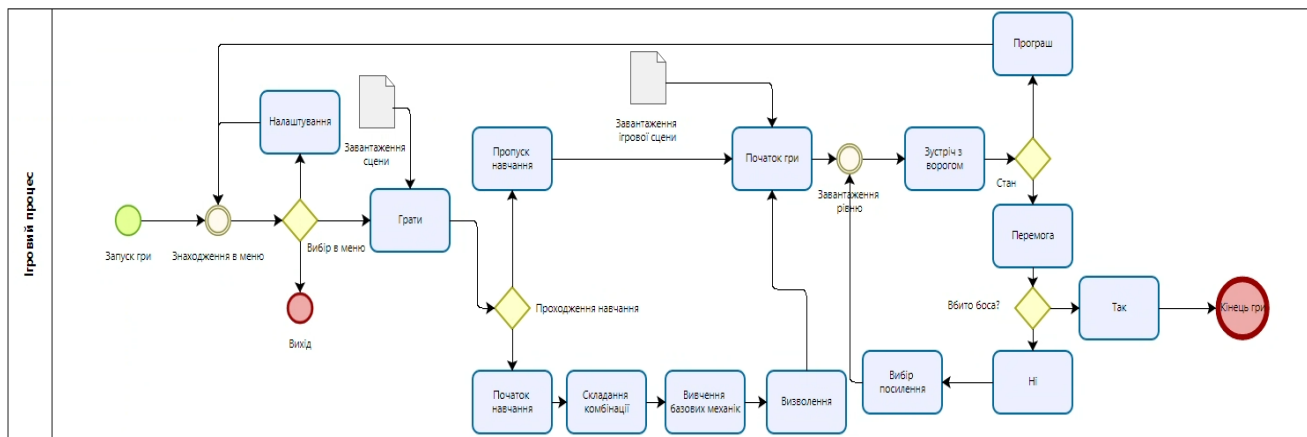 Ігровий процес
Запуск гри
Знаходження в меню
Налаштування
Вибір в меню
Вихід
Завантаження
сцени
Грати
Проходження навчання
Пропуск
навчання
Початок
навчання
Складання
комбінації
Вивчення
базових механік
Визволення
Завантаження
ігрової сцени
Початок гри
Завантаження
рівню
Зустріч з
ворогом
Стан
Програш
Перемога
Вбито боса?
Так
Кінець гри
Ні
Вибір
посилення